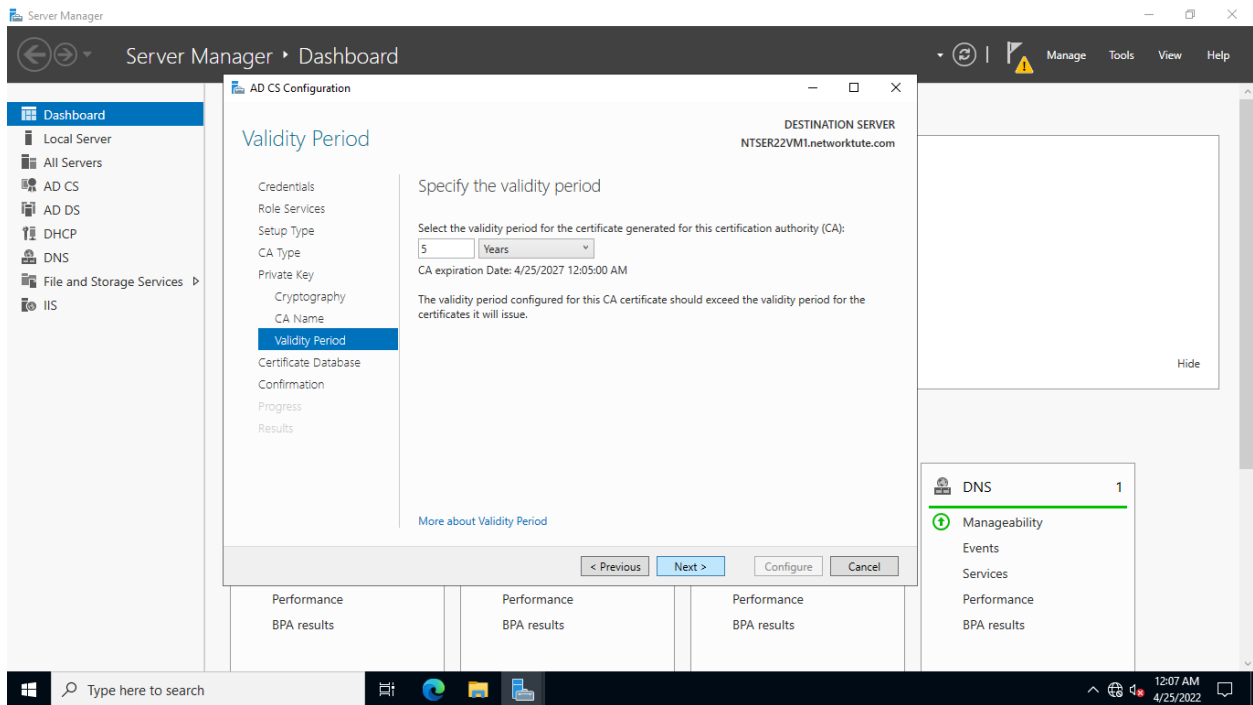 Server Manager
Server Manager • Dashboard
Manage Tools View Help
Dashboard
Local Server
All Servers
AD CS
AD DS
DHCP
DNS
File and Storage Services
IIS
AD CS Configuration
Validity Period
DESTINATION SERVER
NTSER22VM1.networktute.com
Credentials
Role Services
Setup Type
CA Type
Private Key
Cryptography
CA Name
Validity Period
Certificate Database
Confirmation
Progress
Results
Specify the validity period
Select the validity period for the certificate generated for this certification authority (CA):
5 Years
CA expiration Date: 4/25/2027 12:05:00 AM
The validity period configured for this CA certificate should exceed the validity period for the
certificates it will issue.
More about Validity Period
< Previous Next > Configure Cancel
Hide
DNS 1
Manageability
Events
Services
Performance
BPA results
Performance
BPA results
Performance
BPA results
Performance
BPA results
Type here to search
12:07 AM
4/25/2022